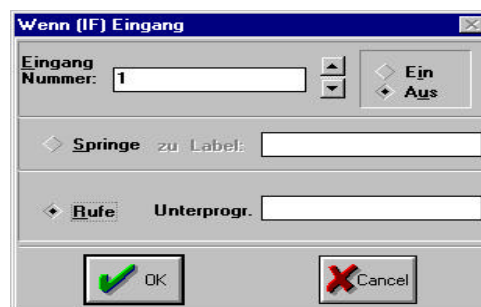 Wenn (IF) Eingang
Eingang
Nummer: 1
Ein
Aus
Springe zu Label:
Rufe Unterprogr.
OK Cancel